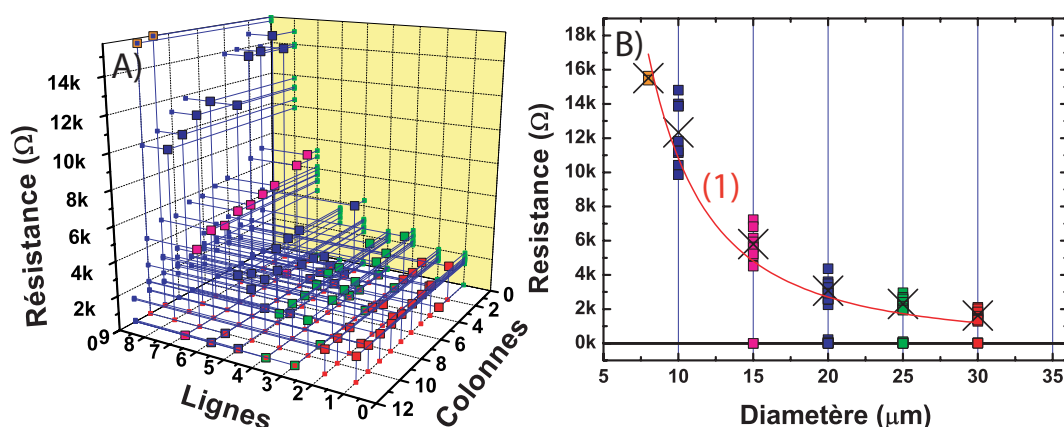 A)
14k
12k
10k
8k
6k
4k
2k
0
Résistance (Ω)
9 8 7 6 5 4 3 2 1 0
Lignes
12 10 8 6 4 2 0
Colonnes
B)
18k
16k
14k
12k
10k
8k
6k
4k
2k
0k
Resistance (Ω)
(1)
5 10 15 20 25 30 35
Diametère (μm)